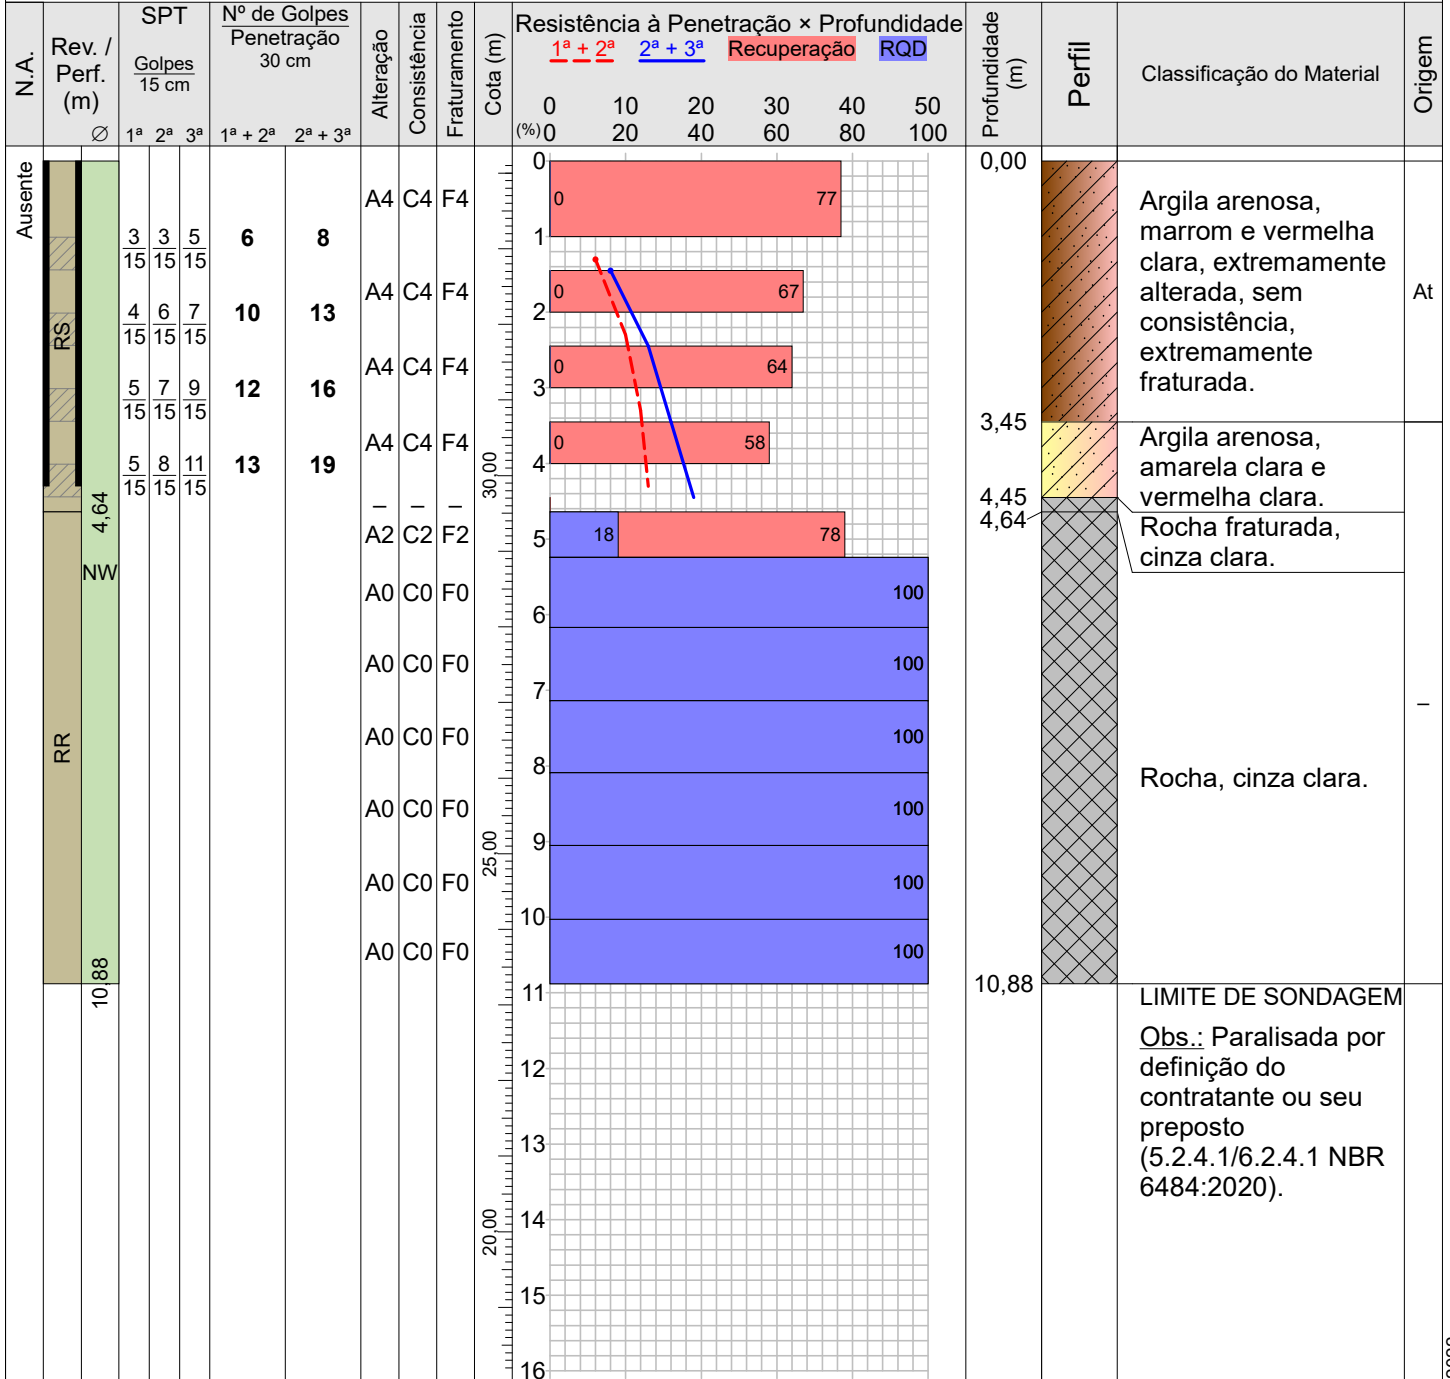 N.A.
Rev. /
Perf.
(m)
∅
SPT
Golpes
15 cm
1ª 2ª 3ª
Nº de Golpes
Penetração
30 cm
1ª + 2ª 2ª + 3ª
Alteração
Consistência
Fraturamento
Cota (m)
Resistência à Penetração × Profundidade
1ª + 2ª 2ª + 3ª Recuperação RQD
0 10 20 30 40 50
(%) 0 20 40 60 80 100
Profundidade
(m)
Perfil
Classificação do Material
Origem
Ausente
RS
RR
4,64
NW
10,88
3 3 5
15 15 15
6 8
4 6 7
15 15 15
10 13
5 7 9
15 15 15
12 16
5 8 11
15 15 15
13 19
A4 C4 F4
A4 C4 F4
A4 C4 F4
A4 C4 F4
– – –
A2 C2 F2
A0 C0 F0
A0 C0 F0
A0 C0 F0
A0 C0 F0
A0 C0 F0
A0 C0 F0
30,00
25,00
20,00
0
1
2
3
4
5
6
7
8
9
10
11
12
13
14
15
16
0 77
0 67
0 64
0 58
18 78
100
100
100
100
100
100
0,00
3,45
4,45
4,64
10,88
Argila arenosa,
marrom e vermelha
clara, extremamente
alterada, sem
consistência,
extremamente
fraturada.
At
Argila arenosa,
amarela clara e
vermelha clara.
Rocha fraturada,
cinza clara.
Rocha, cinza clara.
–
LIMITE DE SONDAGEM
Obs.: Paralisada por
definição do
contratante ou seu
preposto
(5.2.4.1/6.2.4.1 NBR
6484:2020).